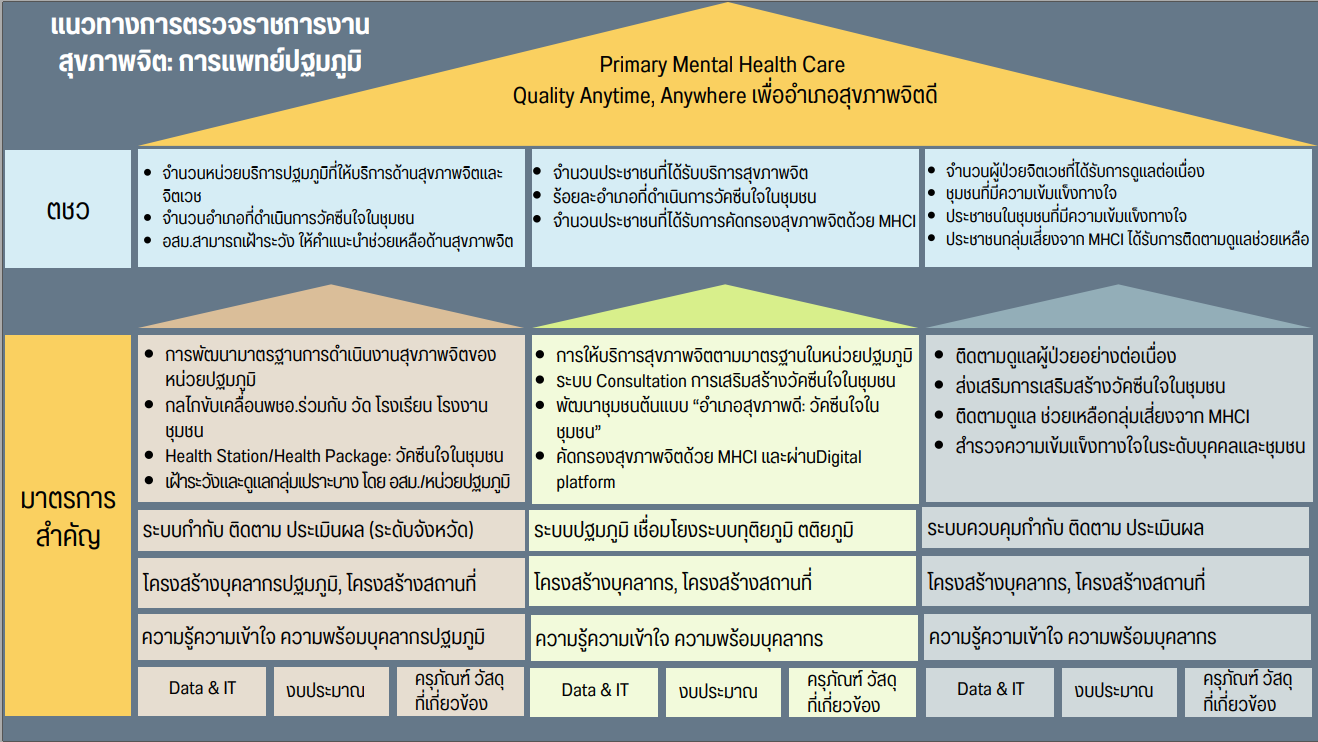 แนวทางการตรวจราชการงาน
สุขภาพจิต: การแพทย์ปฐมภูมิ
Primary Mental Health Care
Quality Anytime, Anywhere เพื่ออำเภอสุขภาพจิตดี
ตชว
• จำนวนหน่วยบริการปฐมภูมิที่ให้บริการด้านสุขภาพจิตและ
จิตเวช
• จำนวนอำเภอที่ดำเนินการวัคซีนใจในชุมชน
• อสม.สามารถเฝ้าระวัง ให้คำแนะนำช่วยเหลือด้านสุขภาพจิต
• จำนวนประชาชนที่ได้รับบริการสุขภาพจิต
• ร้อยละอำเภอที่ดำเนินการวัคซีนใจในชุมชน
• จำนวนประชาชนที่ได้รับการคัดกรองสุขภาพจิตด้วย MHCI
• จำนวนผู้ป่วยจิตเวชที่ได้รับการดูแลต่อเนื่อง
• ชุมชนที่มีความเข้มแข็งทางใจ
• ประชาชนในชุมชนที่มีความเข้มแข็งทางใจ
• ประชาชนกลุ่มเสี่ยงจาก MHCI ได้รับการติดตามดูแลช่วยเหลือ
มาตรการ
สำคัญ
• การพัฒนามาตรฐานการดำเนินงานสุขภาพจิตของ
หน่วยปฐมภูมิ
• กลไกขับเคลื่อนพชอ.ร่วมกับ วัด โรงเรียน โรงงาน
ชุมชน
• Health Station/Health Package: วัคซีนใจในชุมชน
• เฝ้าระวังและดูแลกลุ่มเปราะบาง โดย อสม./หน่วยปฐมภูมิ
ระบบกำกับ ติดตาม ประเมินผล (ระดับจังหวัด)
โครงสร้างบุคลากรปฐมภูมิ, โครงสร้างสถานที่
ความรู้ความเข้าใจ ความพร้อมบุคลากรปฐมภูมิ
Data & IT
งบประมาณ
ครุภัณฑ์ วัสดุ
ที่เกี่ยวข้อง
• การให้บริการสุขภาพจิตตามมาตรฐานในหน่วยปฐมภูมิ
• ระบบ Consultation การเสริมสร้างวัคซีนใจในชุมชน
• พัฒนาชุมชนต้นแบบ “อำเภอสุขภาพดี: วัคซีนใจใน
ชุมชน”
• คัดกรองสุขภาพจิตด้วย MHCI และผ่านDigital
platform
ระบบปฐมภูมิ เชื่อมโยงระบบทุติยภูมิ ตติยภูมิ
โครงสร้างบุคลากร, โครงสร้างสถานที่
ความรู้ความเข้าใจ ความพร้อมบุคลากร
Data & IT
งบประมาณ
ครุภัณฑ์ วัสดุ
ที่เกี่ยวข้อง
• ติดตามดูแลผู้ป่วยอย่างต่อเนื่อง
• ส่งเสริมการเสริมสร้างวัคซีนใจในชุมชน
• ติดตามดูแล ช่วยเหลือกลุ่มเสี่ยงจาก MHCI
• สำรวจความเข้มแข็งทางใจในระดับบุคคลและชุมชน
ระบบควบคุมกำกับ ติดตาม ประเมินผล
โครงสร้างบุคลากร, โครงสร้างสถานที่
ความรู้ความเข้าใจ ความพร้อมบุคลากร
Data & IT
งบประมาณ
ครุภัณฑ์ วัสดุ
ที่เกี่ยวข้อง